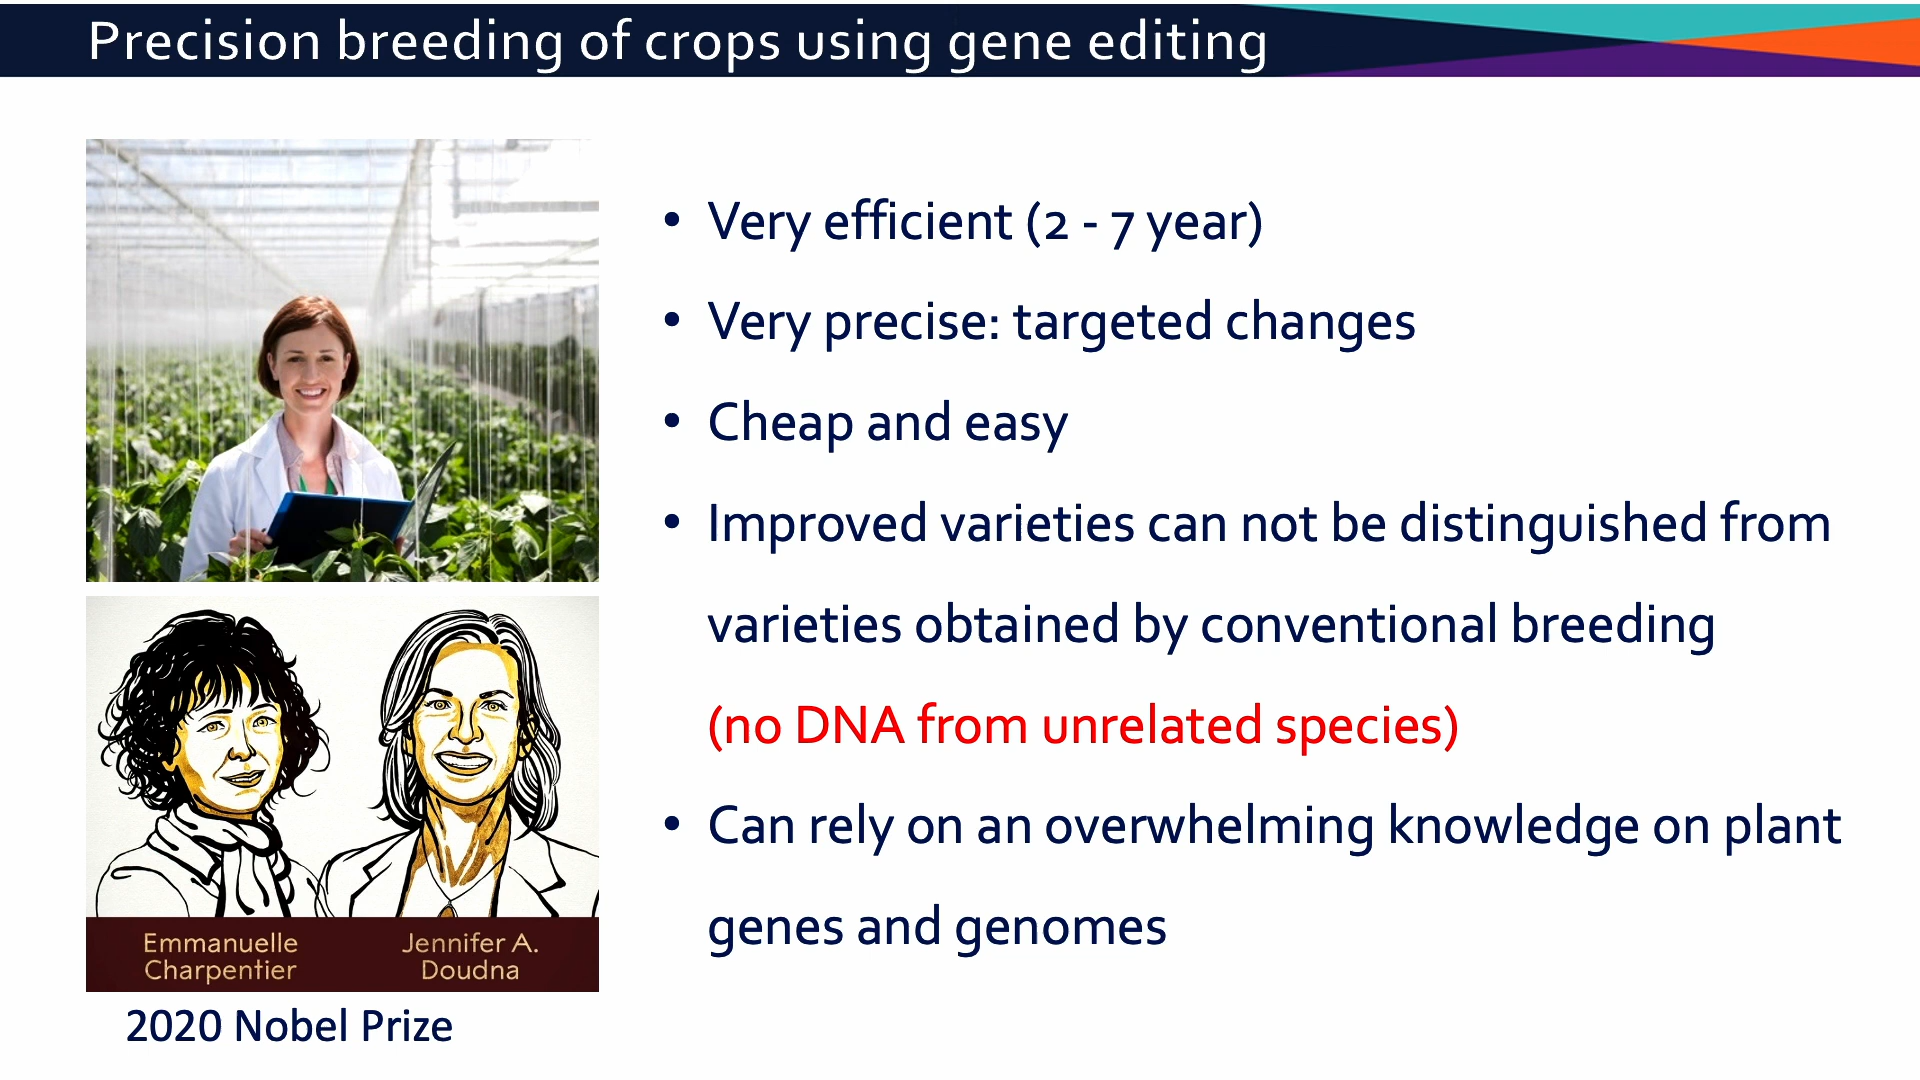 Precision breeding of crops using gene editing
• Very efficient (2 - 7 year)
• Very precise: targeted changes
• Cheap and easy
• Improved varieties can not be distinguished from
varieties obtained by conventional breeding
(no DNA from unrelated species)
• Can rely on an overwhelming knowledge on plant
genes and genomes
Emmanuelle
Charpentier
Jennifer A.
Doudna
2020 Nobel Prize